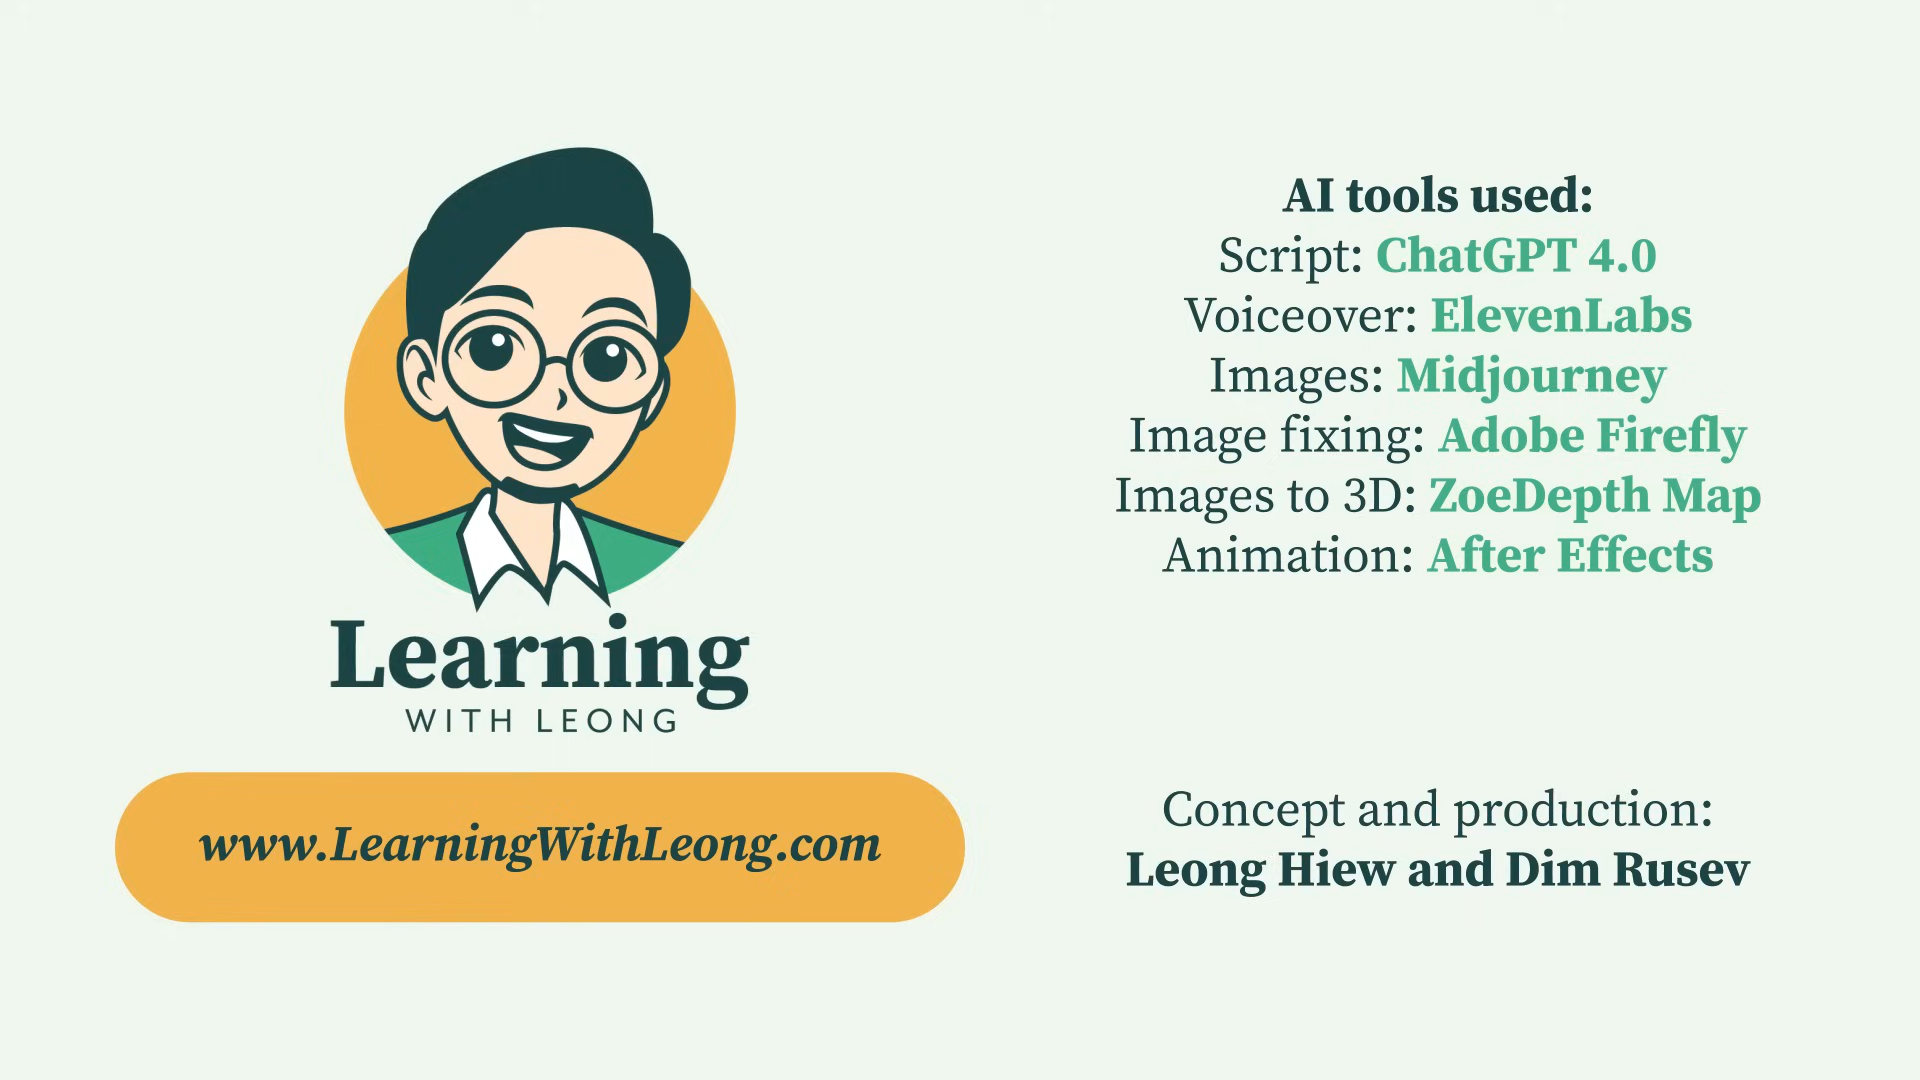 Learning
WITH LEONG
www.LearningWithLeong.com
AI tools used:
Script: ChatGPT 4.0
Voiceover: ElevenLabs
Images: Midjourney
Image fixing: Adobe Firefly
Images to 3D: ZoeDepth Map
Animation: After Effects
Concept and production:
Leong Hiew and Dim Rusev